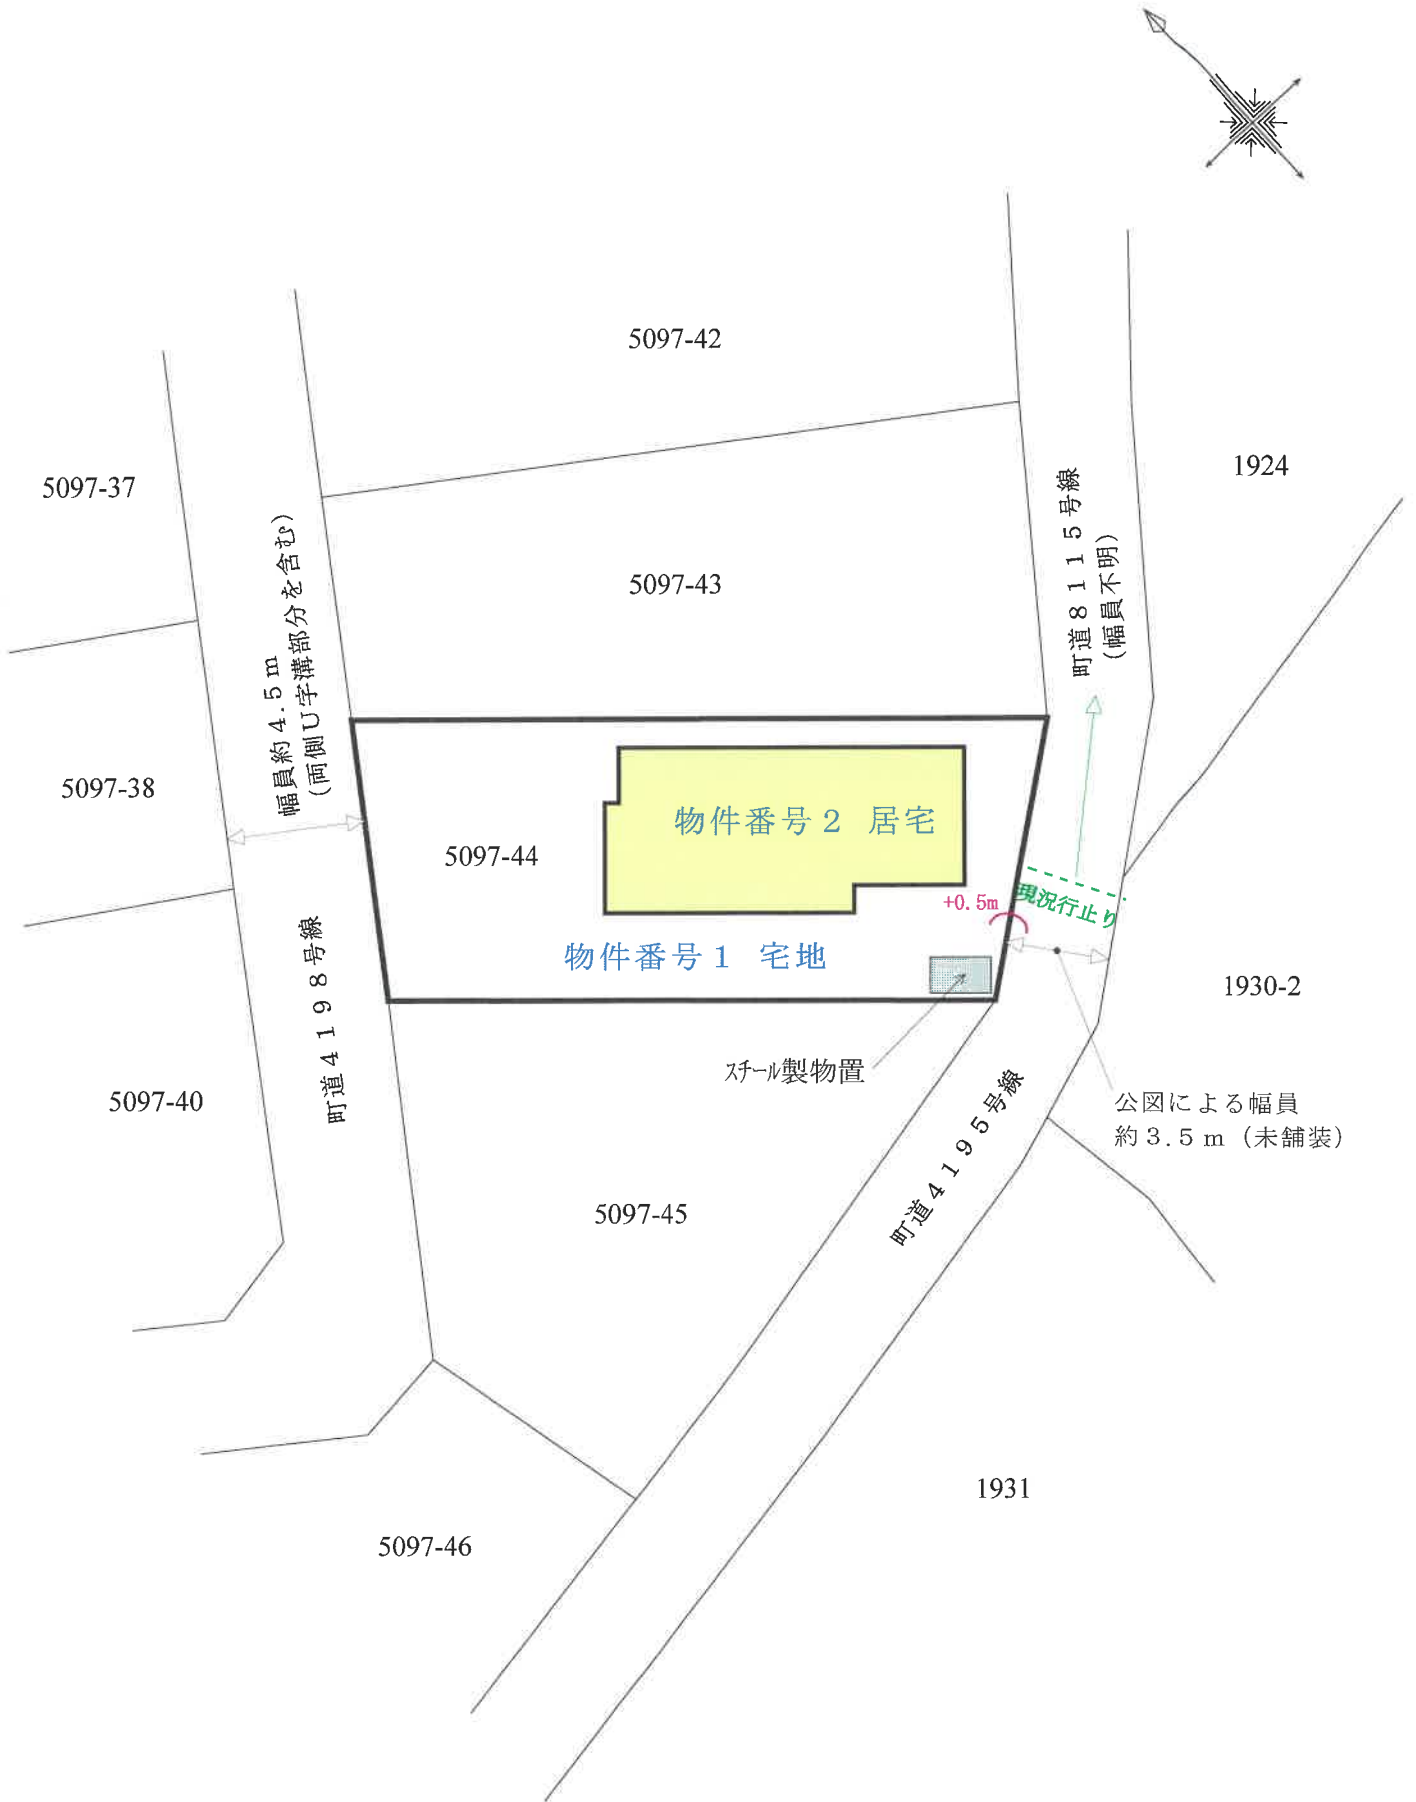 5097-42
1924
5097-37
町道８１１５号線
(幅員不明)
5097-43
幅員約４.５ｍ
(両側Ｕ字溝部分を含む)
5097-38
物件番号２ 居宅
5097-44
+0.5m
現況行止り
物件番号１ 宅地
町道４１９８号線
1930-2
ｽﾁｰﾙ製物置
5097-40
町道４１９５号線
公図による幅員
約３.５ｍ（未舗装）
5097-45
1931
5097-46